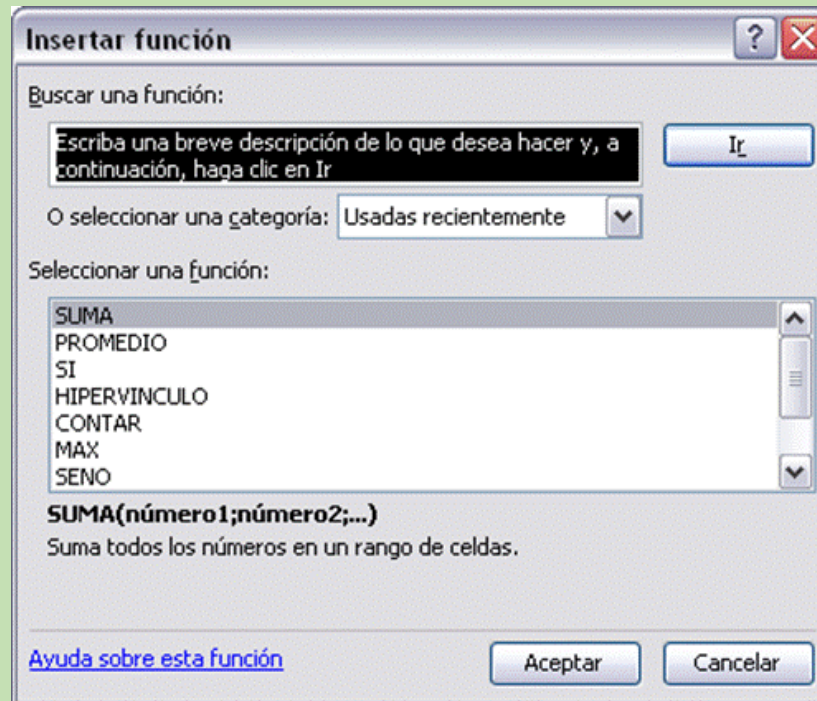 Insertar función
Buscar una función:
Escriba una breve descripción de lo que desea hacer y, a
continuación, haga clic en Ir
Ir
O seleccionar una categoría: Usadas recientemente
Seleccionar una función:
SUMA
PROMEDIO
SI
HIPERVINCULO
CONTAR
MAX
SENO
SUMA(número1;número2;...)
Suma todos los números en un rango de celdas.
Ayuda sobre esta función
Aceptar
Cancelar